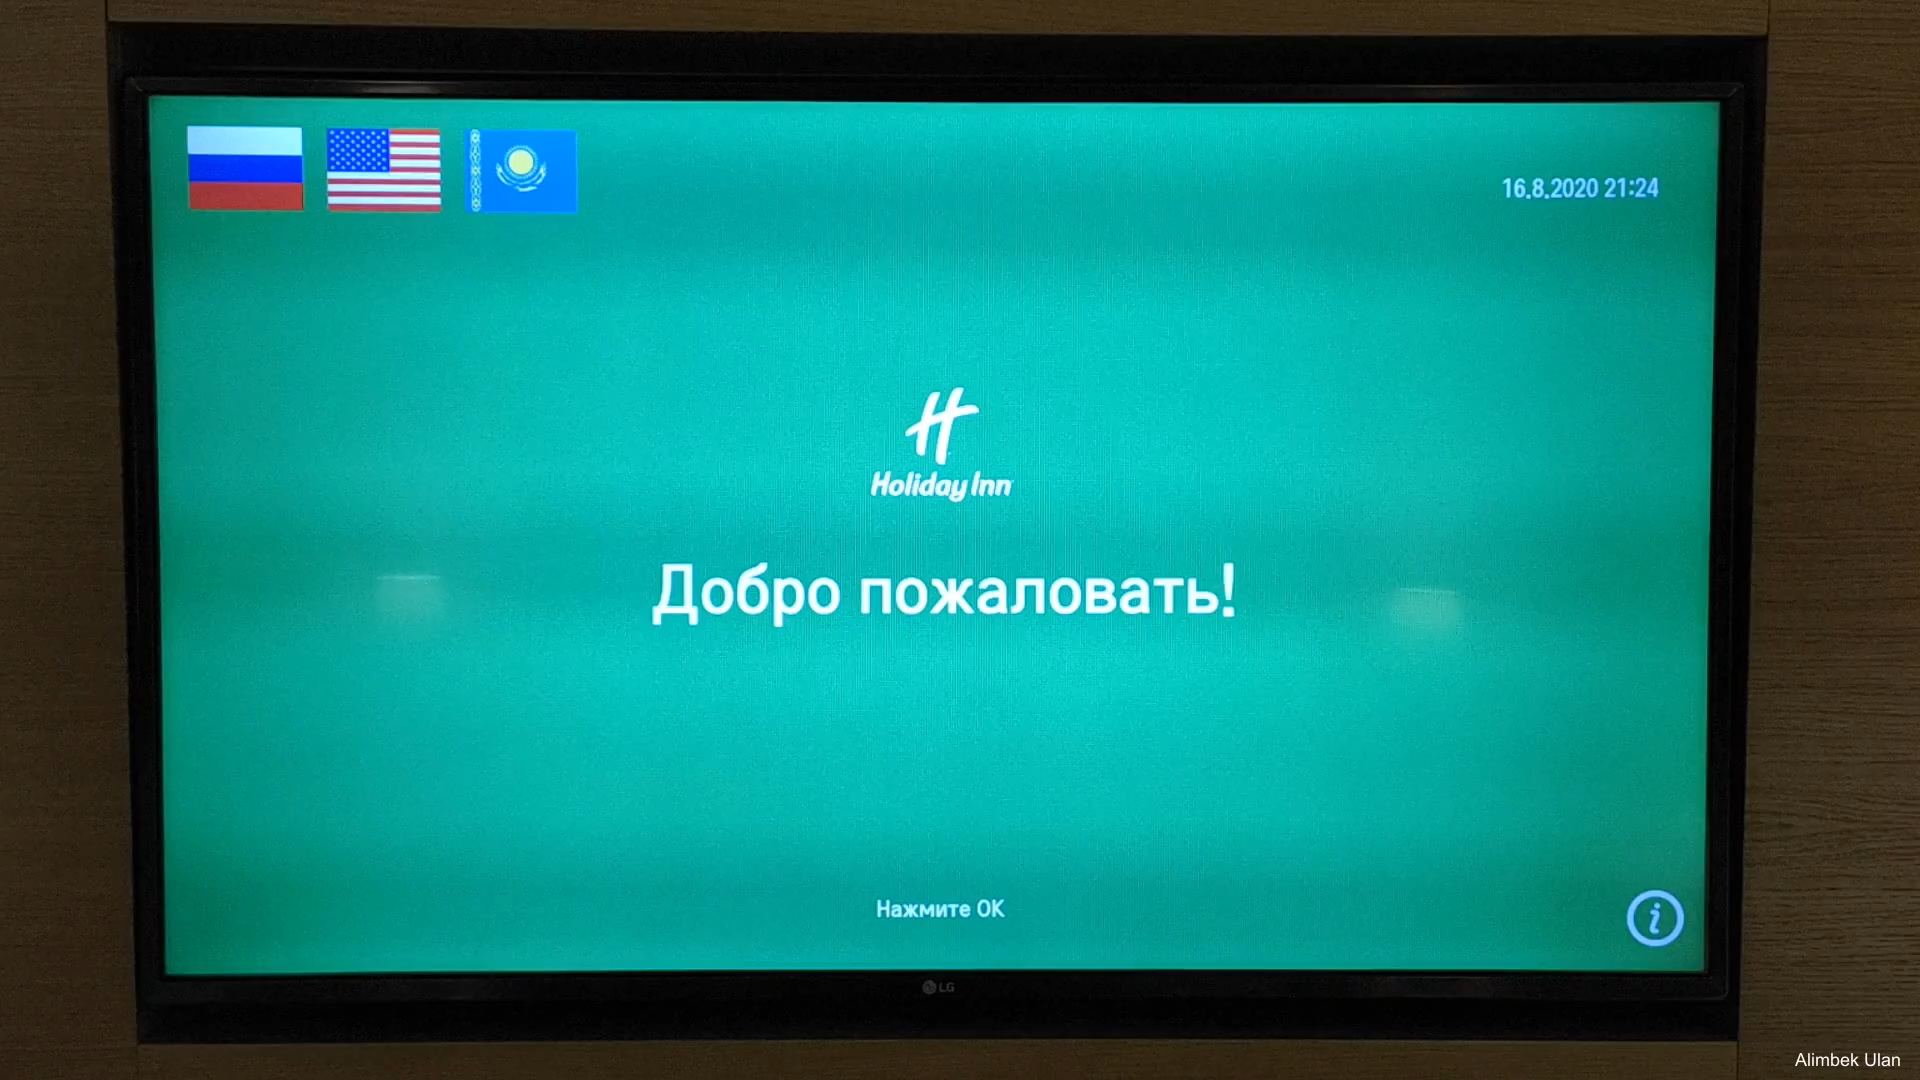 16.8.2020 21:24
Holiday Inn
Добро пожаловать!
Нажмите OK
i
LG
Alimbek Ulan